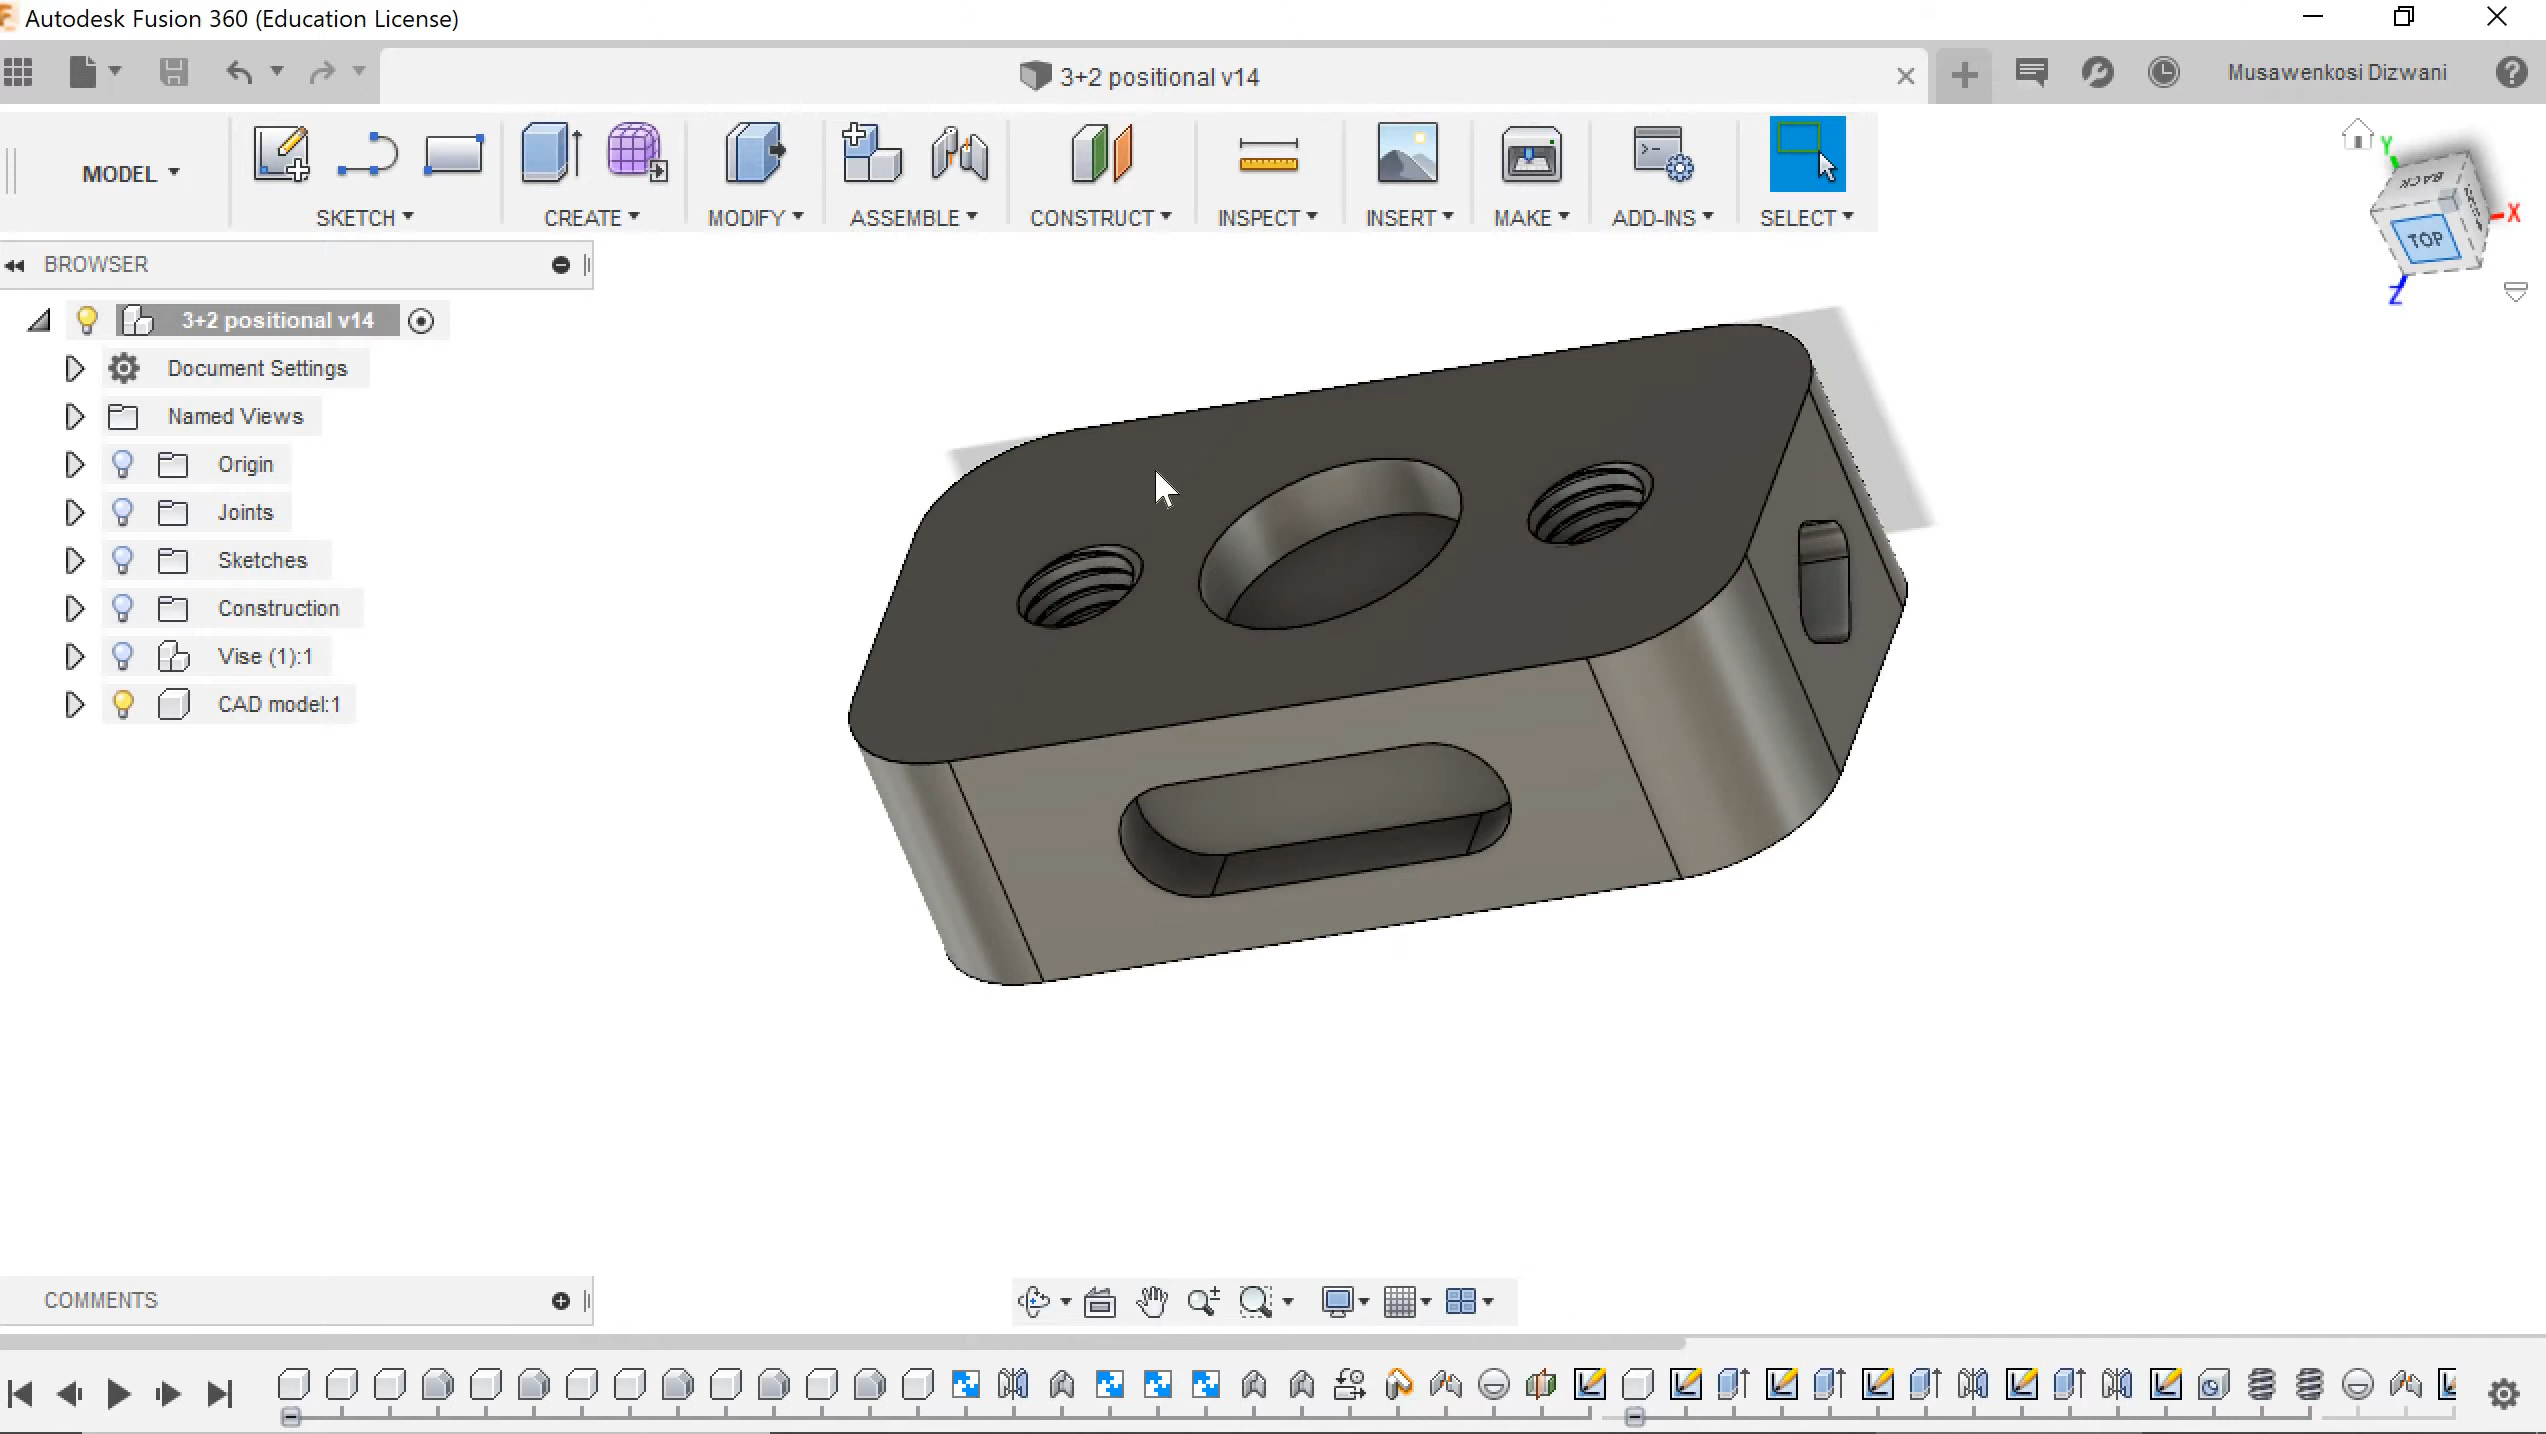 Autodesk Fusion 360 (Education License)
3+2 positional v14
Musawenkosi Dizwani
MODEL
SKETCH
CREATE
MODIFY
ASSEMBLE
CONSTRUCT
INSPECT
INSERT
MAKE
ADD-INS
SELECT
Y
BACK
TOP
X
Z
BROWSER
3+2 positional v14
Document Settings
Named Views
Origin
Joints
Sketches
Construction
Vise (1):1
CAD model:1
COMMENTS